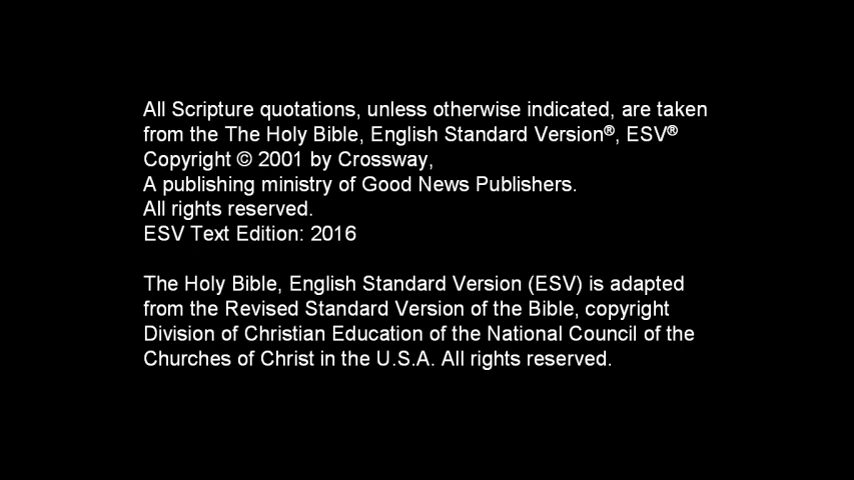 All Scripture quotations, unless otherwise indicated, are taken
from the The Holy Bible, English Standard Version®, ESV®
Copyright © 2001 by Crossway,
A publishing ministry of Good News Publishers.
All rights reserved.
ESV Text Edition: 2016
The Holy Bible, English Standard Version (ESV) is adapted
from the Revised Standard Version of the Bible, copyright
Division of Christian Education of the National Council of the
Churches of Christ in the U.S.A. All rights reserved.